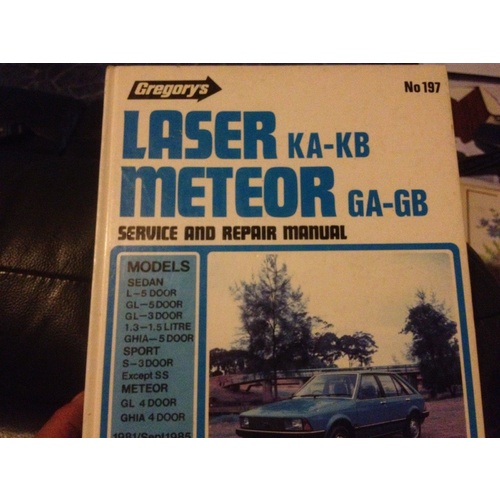 Gregory's
No 197
LASER KA-KB
METEOR GA-GB
SERVICE AND REPAIR MANUAL
MODELS
SEDAN
L-5 DOOR
GL-5 DOOR
GL-3 DOOR
1.3-1.5 LITRE
GHIA-5 DOOR
SPORT
S-3 DOOR
Except SS
METEOR
GL 4 DOOR
GHIA 4 DOOR
1981/Sept1985